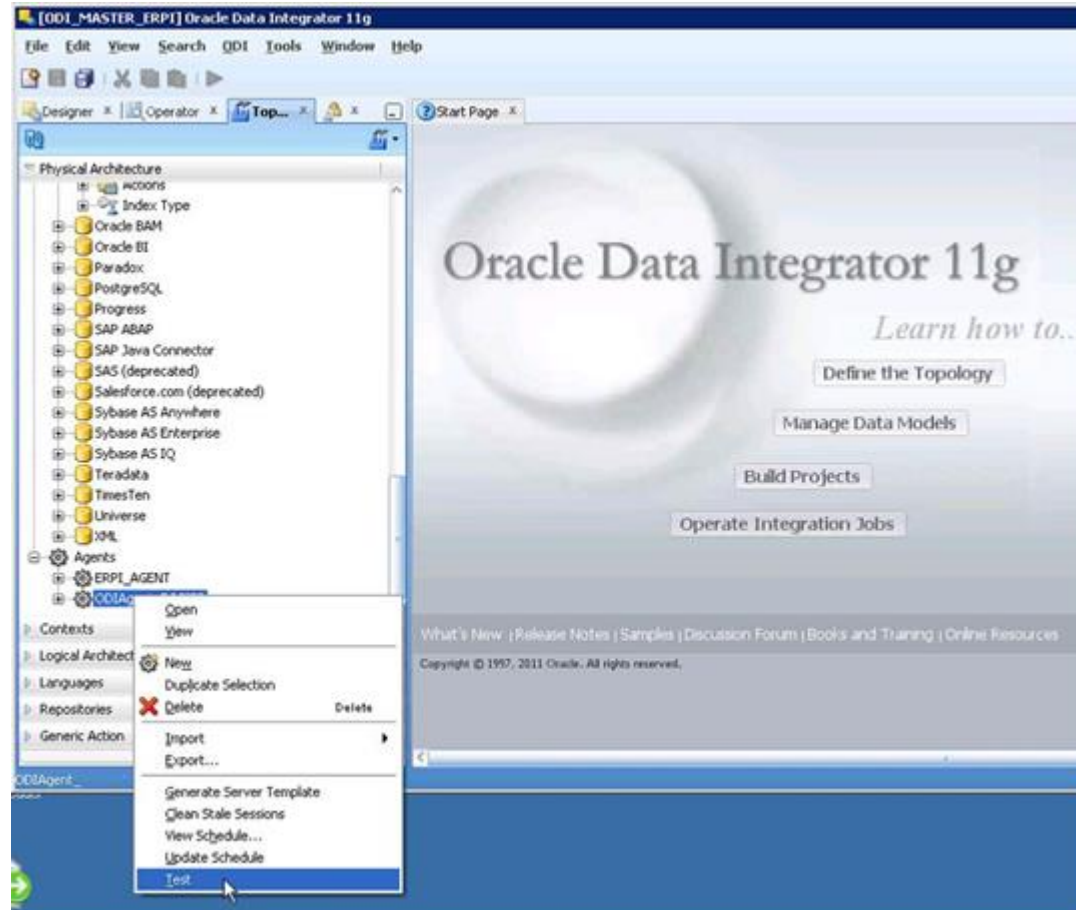 [ODI_MASTER_ERPI] Oracle Data Integrator 11g
File Edit View Search ODI Tools Window Help
Designer Operator Top... Start Page
Physical Architecture
Actions
Index Type
Oracle BAM
Oracle BI
Paradox
PostgreSQL
Progress
SAP ABAP
SAP Java Connector
SAS (deprecated)
Salesforce.com (deprecated)
Sybase AS Anywhere
Sybase AS Enterprise
Sybase AS IQ
Teradata
TimesTen
Universe
XML
Agents
ERPI_AGENT
Contexts
Logical Architect
Languages
Repositories
Generic Action
ODIAgent_
Open
View
New
Duplicate Selection
Delete Delete
Import
Export...
Generate Server Template
Clean Stale Sessions
View Schedule...
Update Schedule
Test
Oracle Data Integrator 11g
Learn how to..
Define the Topology
Manage Data Models
Build Projects
Operate Integration Jobs
What's New | Release Notes | Samples | Discussion Forum | Books and Training | Online Resources
Copyright © 1997, 2011 Oracle. All rights reserved.